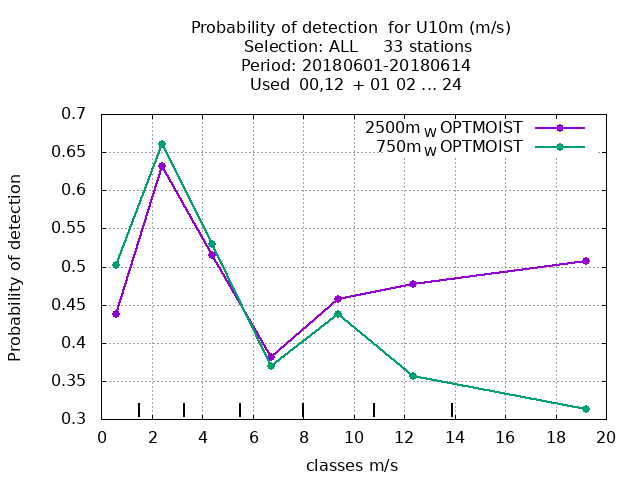 Probability of detection  for U10m (m/s)
Selection: ALL     33 stations
Period: 20180601-20180614
Used  00,12  + 01 02 ... 24
0.7
0.65
0.6
0.55
0.5
0.45
0.4
0.35
0.3
Probability of detection
2500m W OPTMOIST
750m W OPTMOIST
0 2 4 6 8 10 12 14 16 18 20
classes m/s